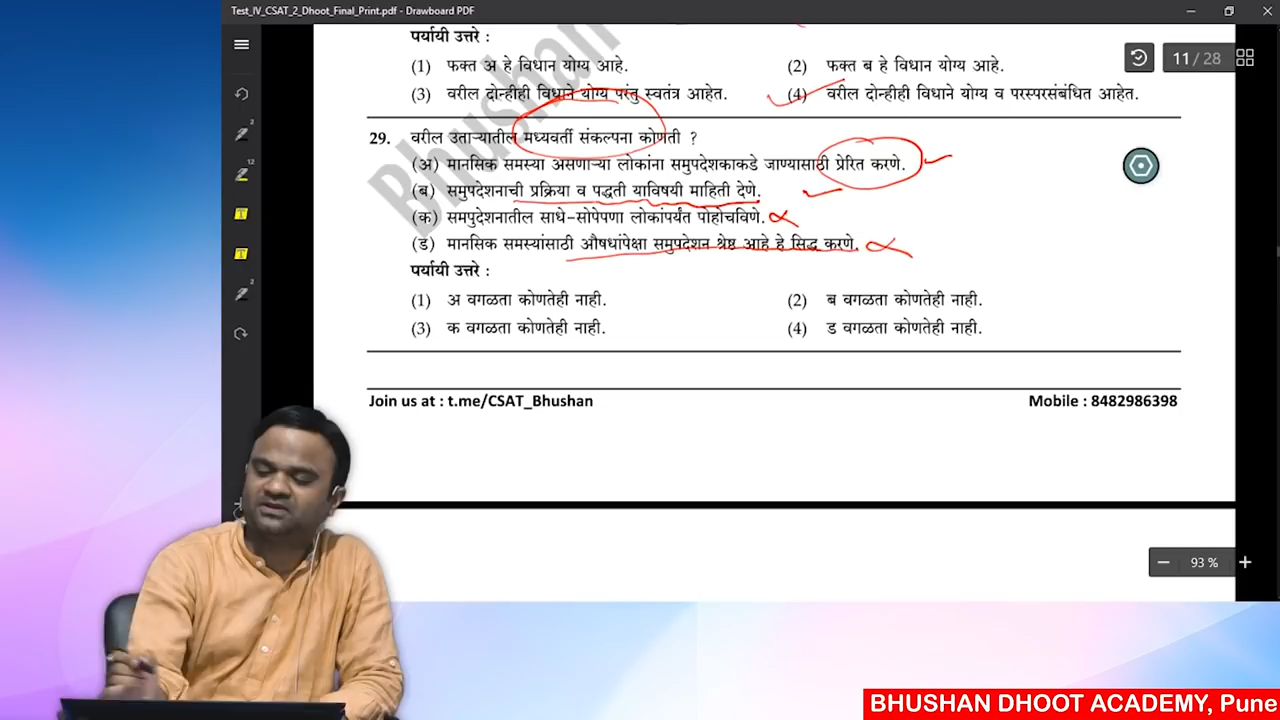 Test_IV_CSAT_2_Dhoot_Final_Print.pdf - Drawboard PDF
पर्यायी उत्तरे :
(1) फक्त अ हे विधान योग्य आहे. (2) फक्त ब हे विधान योग्य आहे.
(3) वरील दोन्हीही विधाने योग्य परंतु स्वतंत्र आहेत. (4) वरील दोन्हीही विधाने योग्य व परस्परसंबंधित आहेत.
11 / 28
29. वरील उताऱ्यातील मध्यवर्ती संकल्पना कोणती ?
(अ) मानसिक समस्या असणाऱ्या लोकांना समुपदेशकाकडे जाण्यासाठी प्रेरित करणे.
(ब) समुपदेशनाची प्रक्रिया व पद्धती याविषयी माहिती देणे.
(क) समपुदेशनातील साधे-सोपेपणा लोकांपर्यंत पोहोचविणे.
(ड) मानसिक समस्यांसाठी औषधांपेक्षा समुपदेशन श्रेष्ठ आहे हे सिद्ध करणे.
पर्यायी उत्तरे :
(1) अ वगळता कोणतेही नाही. (2) ब वगळता कोणतेही नाही.
(3) क वगळता कोणतेही नाही. (4) ड वगळता कोणतेही नाही.
Join us at : t.me/CSAT_Bhushan Mobile : 8482986398
Bhushan
93 %
BHUSHAN DHOOT ACADEMY, Pune